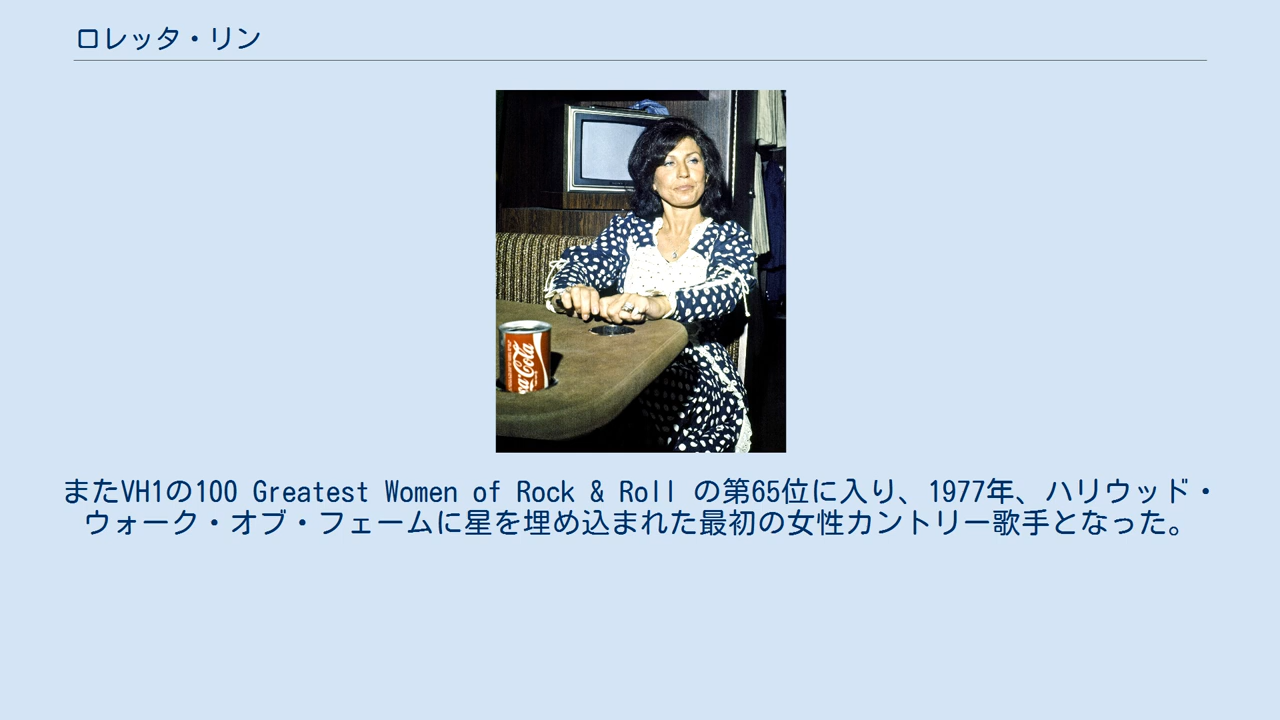 ロレッタ・リン
Coca-Cola
またVH1の100 Greatest Women of Rock & Roll の第65位に入り、1977年、ハリウッド・
ウォーク・オブ・フェームに星を埋め込まれた最初の女性カントリー歌手となった。